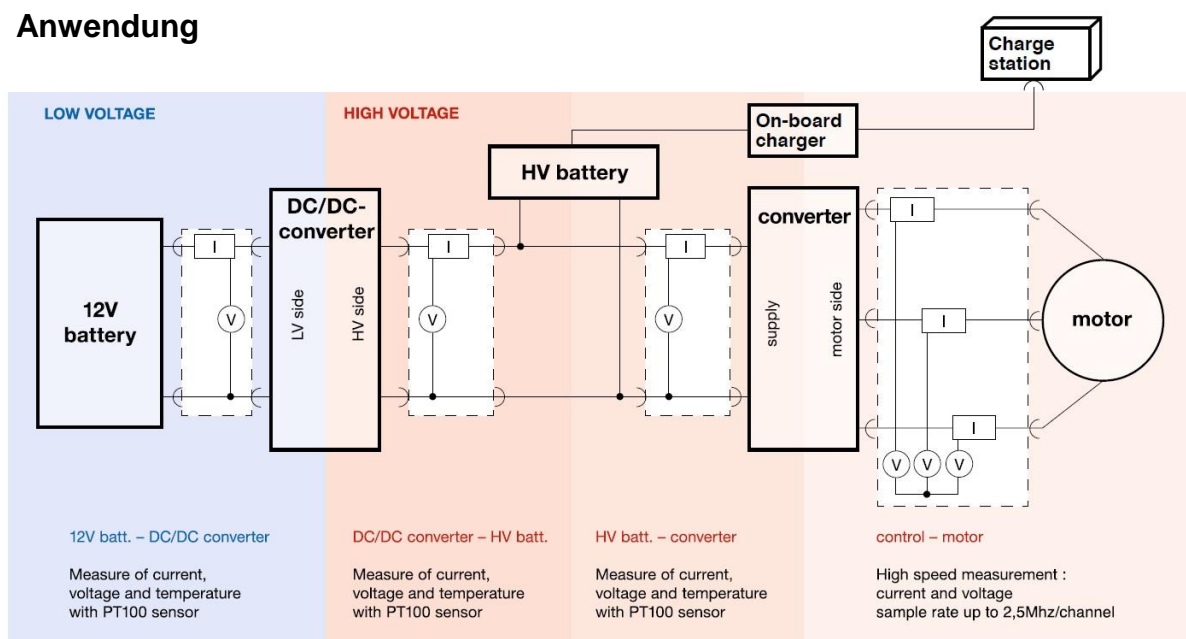 Anwendung
Charge
station
LOW VOLTAGE
HIGH VOLTAGE
On-board
charger
HV battery
12V
battery
I
V
DC/DC-
converter
LV side
HV side
I
V
I
V
converter
supply
motor side
I
I
I
V V V
motor
12V batt. – DC/DC converter
Measure of current,
voltage and temperature
with PT100 sensor
DC/DC converter – HV batt.
Measure of current,
voltage and temperature
with PT100 sensor
HV batt. – converter
Measure of current,
voltage and temperature
with PT100 sensor
control – motor
High speed measurement :
current and voltage
sample rate up to 2,5Mhz/channel